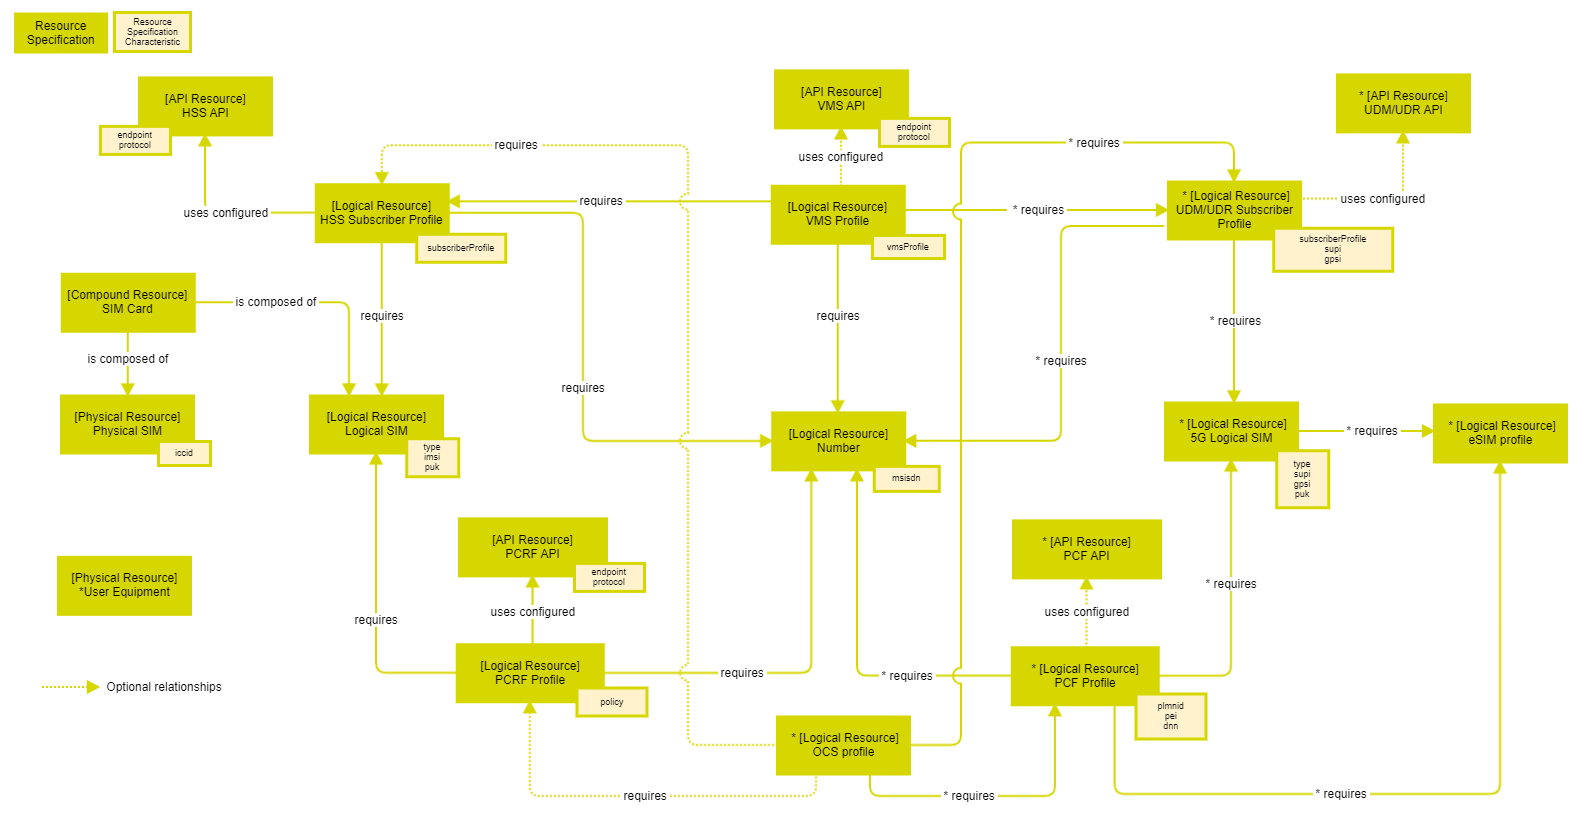 Resource
Specification
Resource
Specification
Characteristic
[API Resource]
HSS API
endpoint
protocol
[API Resource]
VMS API
endpoint
protocol
* [API Resource]
UDM/UDR API
requires
* requires
uses configured
uses configured
[Logical Resource]
HSS Subscriber Profile
subscriberProfile
requires
[Logical Resource]
VMS Profile
vmsProfile
* requires
* [Logical Resource]
UDM/UDR Subscriber
Profile
subscriberProfile
supi
gpsi
uses configured
[Compound Resource]
SIM Card
is composed of
requires
requires
* requires
is composed of
* requires
requires
[Physical Resource]
Physical SIM
iccid
[Logical Resource]
Logical SIM
type
imsi
puk
[Logical Resource]
Number
msisdn
* [Logical Resource]
5G Logical SIM
type
supi
gpsi
puk
* requires
* [Logical Resource]
eSIM profile
[API Resource]
PCRF API
endpoint
protocol
* [API Resource]
PCF API
[Physical Resource]
*User Equipment
* requires
uses configured
uses configured
requires
[Logical Resource]
PCRF Profile
policy
requires
* requires
* [Logical Resource]
PCF Profile
plmnid
pei
dnn
Optional relationships
* [Logical Resource]
OCS profile
requires
* requires
* requires